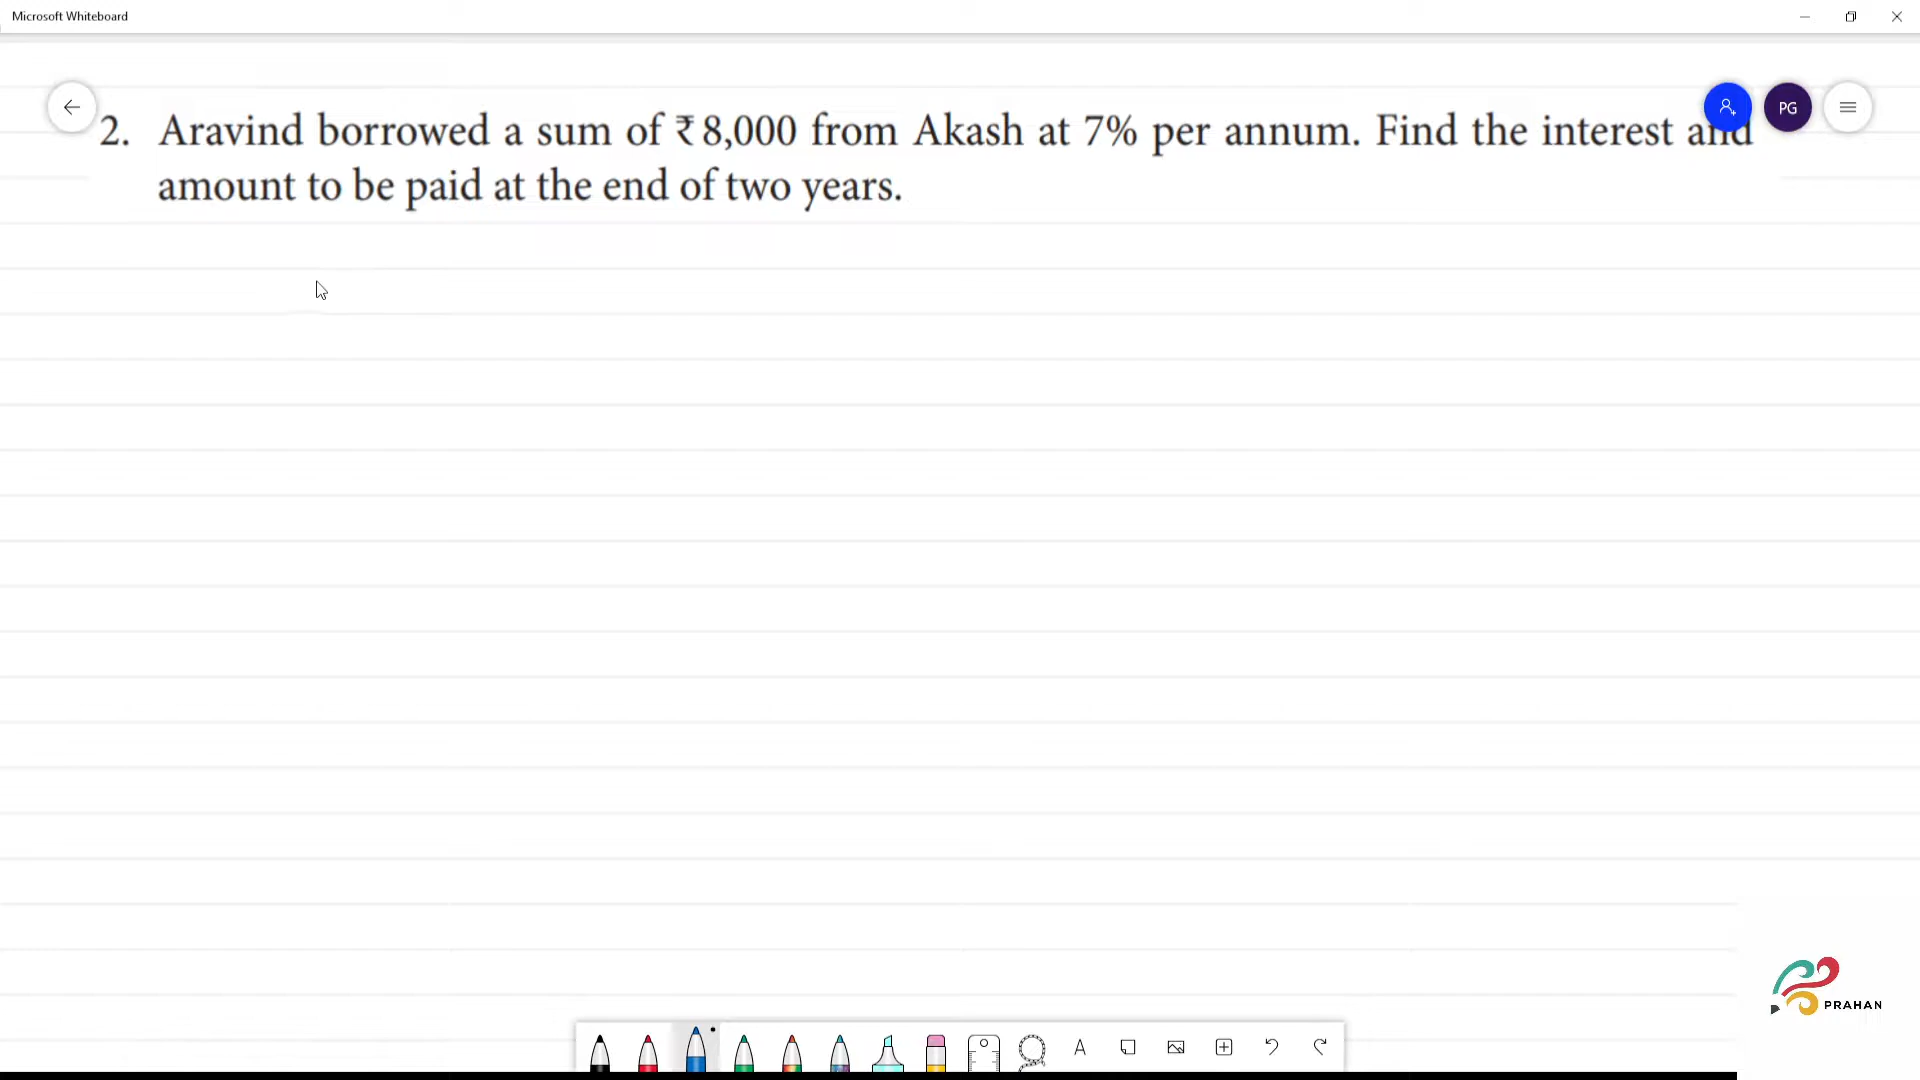 Microsoft Whiteboard
PG
2. Aravind borrowed a sum of ₹8,000 from Akash at 7% per annum. Find the interest and
amount to be paid at the end of two years.
PRAHAN
A